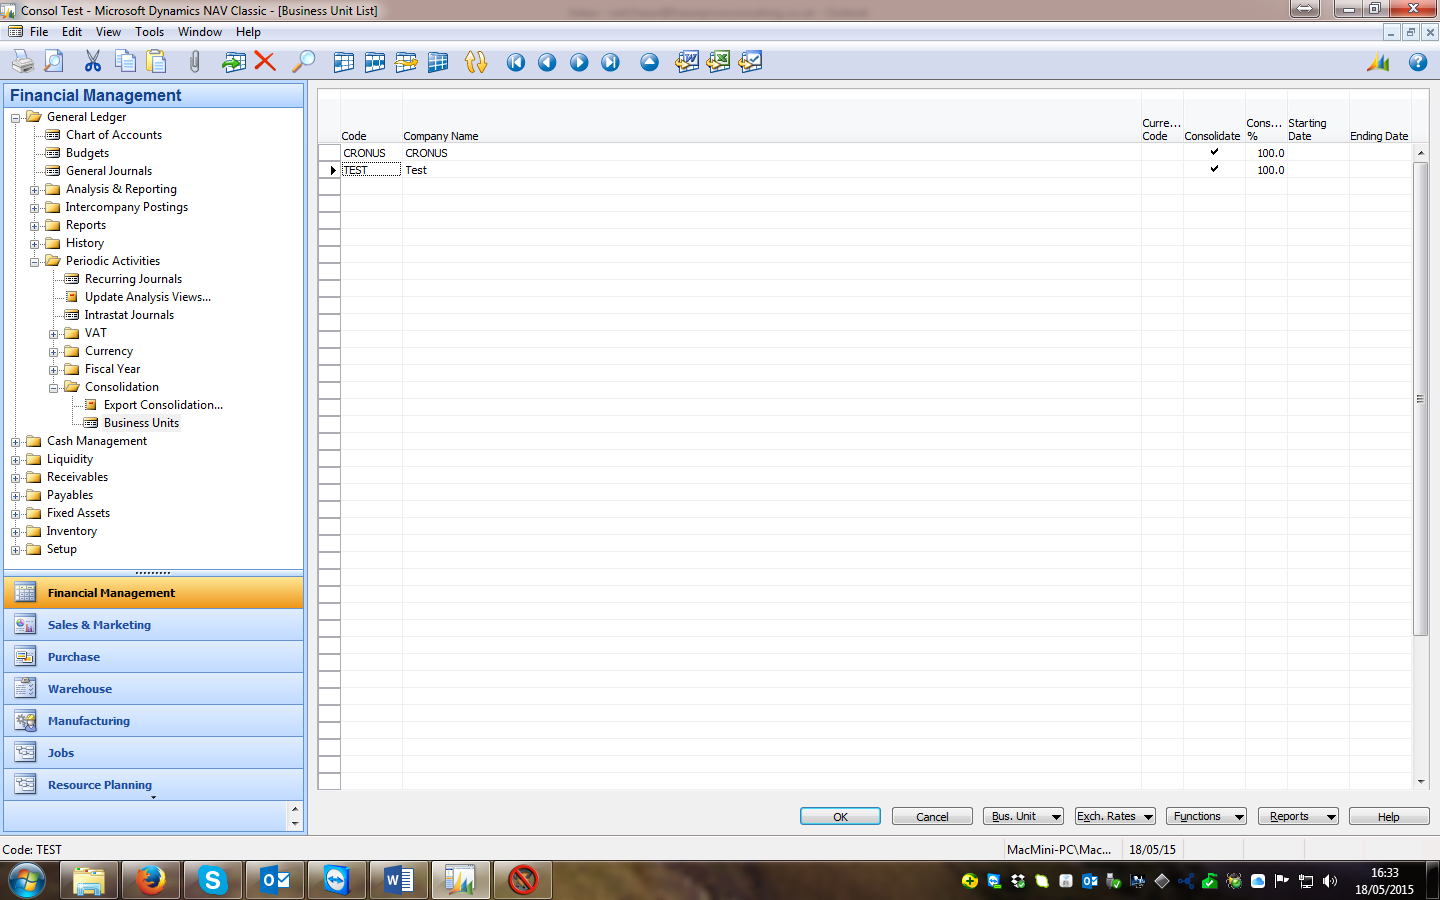 Consol Test - Microsoft Dynamics NAV Classic - [Business Unit List]
File Edit View Tools Window Help
Financial Management
General Ledger
Chart of Accounts
Budgets
General Journals
Analysis & Reporting
Intercompany Postings
Reports
History
Periodic Activities
Recurring Journals
Update Analysis Views...
Intrastat Journals
VAT
Currency
Fiscal Year
Consolidation
Export Consolidation...
Business Units
Cash Management
Liquidity
Receivables
Payables
Fixed Assets
Inventory
Setup
Financial Management
Sales & Marketing
Purchase
Warehouse
Manufacturing
Jobs
Resource Planning
Code Company Name Curre... Code Consolidate Cons... % Starting Date Ending Date
CRONUS CRONUS ✔ 100.0
TEST Test ✔ 100.0
OK Cancel Bus. Unit Exch. Rates Functions Reports Help
Code: TEST MacMini-PC\Mac... 18/05/15
16:33
18/05/2015